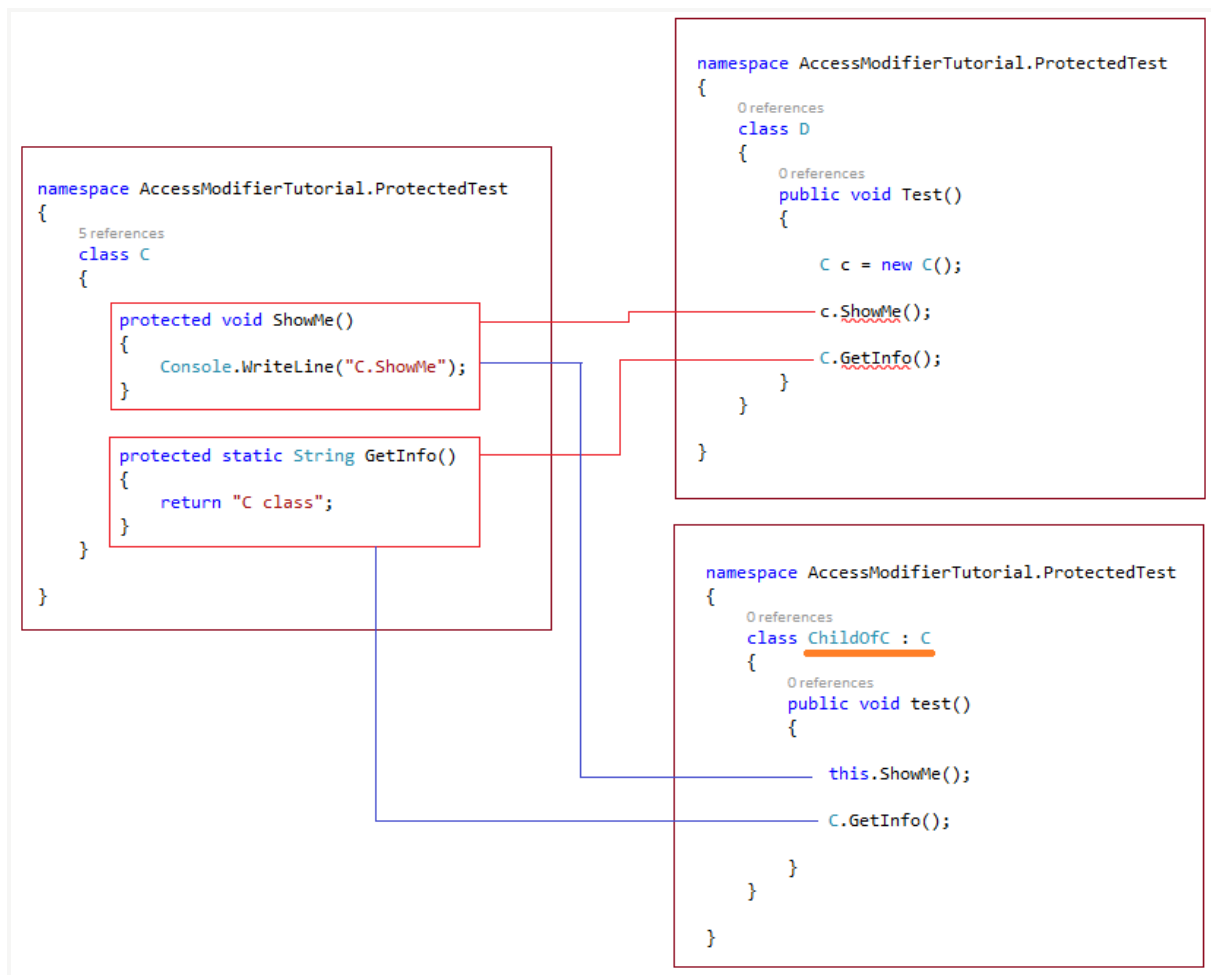 namespace AccessModifierTutorial.ProtectedTest
{
5 references
class C
{
protected void ShowMe()
{
Console.WriteLine("C.ShowMe");
}
protected static String GetInfo()
{
return "C class";
}
}
}
namespace AccessModifierTutorial.ProtectedTest
{
0 references
class D
{
0 references
public void Test()
{
C c = new C();
c.ShowMe();
C.GetInfo();
}
}
}
namespace AccessModifierTutorial.ProtectedTest
{
0 references
class ChildOfC : C
{
0 references
public void test()
{
this.ShowMe();
C.GetInfo();
}
}
}